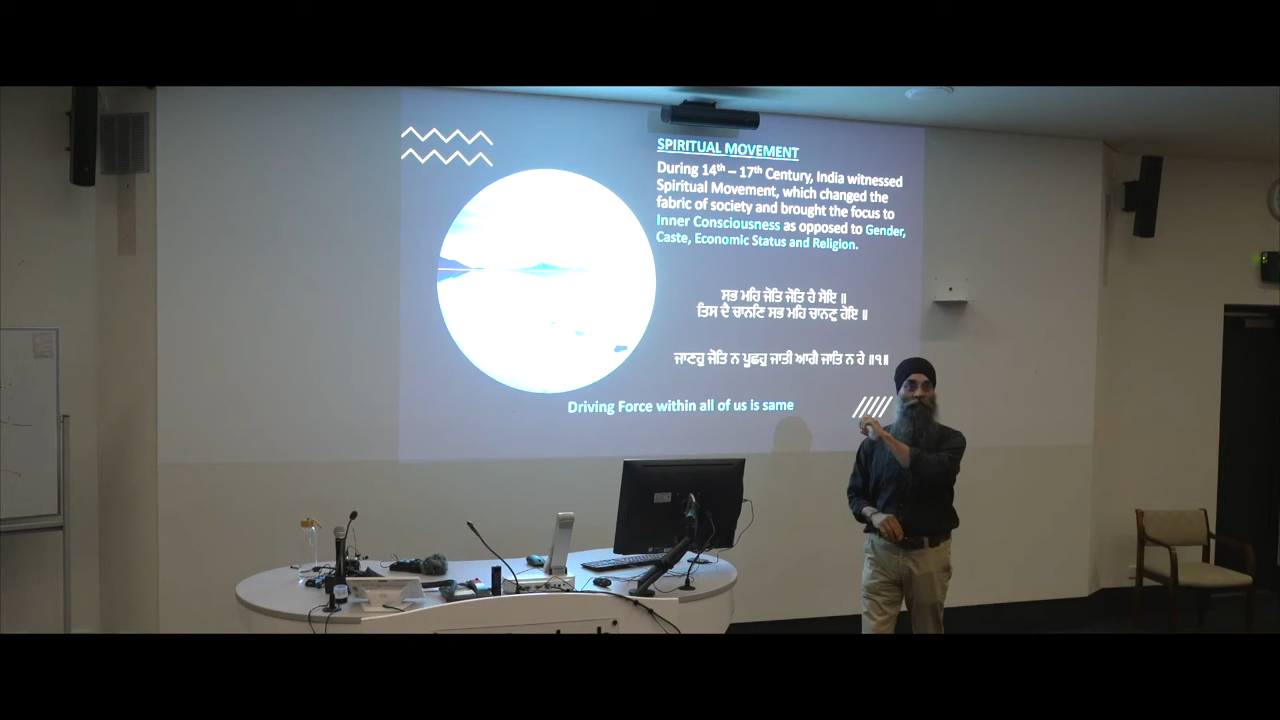 SPIRITUAL MOVEMENT
During 14th – 17th Century, India witnessed
Spiritual Movement, which changed the
fabric of society and brought the focus to
Inner Consciousness as opposed to Gender,
Caste, Economic Status and Religion.
ਸਭ ਮਹਿ ਜੋਤਿ ਜੋਤਿ ਹੈ ਸੋਇ ॥
ਤਿਸ ਦੈ ਚਾਨਣਿ ਸਭ ਮਹਿ ਚਾਨਣੁ ਹੋਇ ॥
ਜਾਣਹੁ ਜੋਤਿ ਨ ਪੂਛਹੁ ਜਾਤੀ ਆਗੈ ਜਾਤਿ ਨ ਹੇ ॥੧॥
Driving Force within all of us is same